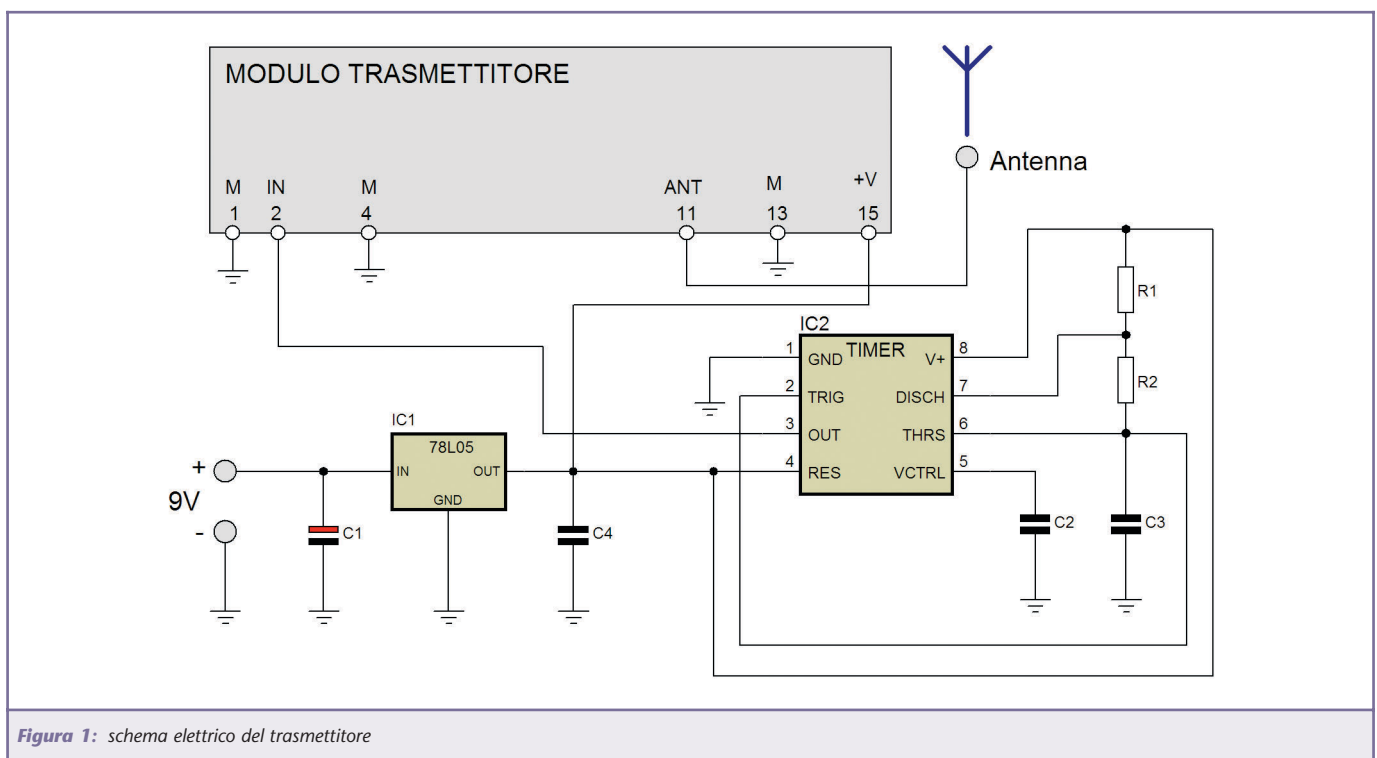 MODULO TRASMETTITORE
M IN M ANT M +V
1 2 4 11 13 15
Antenna
R1
R2
IC2
TIMER
1 GND V+ 8
2 TRIG DISCH 7
3 OUT THRS 6
4 RES VCTRL 5
IC1
78L05
IN OUT
GND
+
9V
-
C1
C4
C2
C3
Figura 1: schema elettrico del trasmettitore